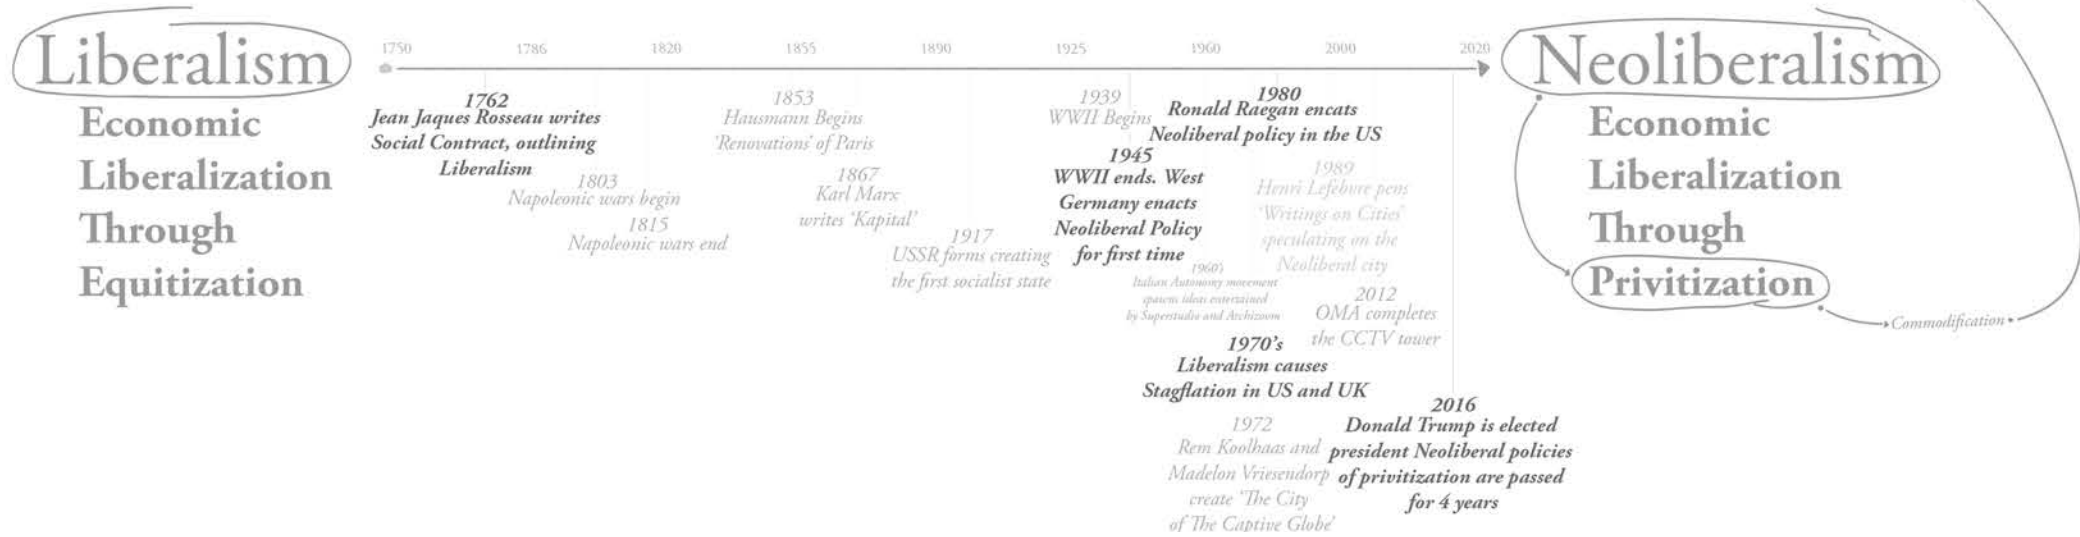 Liberalism
Economic
Liberalization
Through
Equitization
1750
1786
1820
1855
1890
1925
1960
2000
2020
1762
Jean Jaques Rosseau writes
Social Contract, outlining
Liberalism
1803
Napoleonic wars begin
1815
Napoleonic wars end
1853
Hausmann Begins
'Renovations' of Paris
1867
Karl Marx
writes 'Kapital'
1917
USSR forms creating
the first socialist state
1939
WWII Begins
1945
WWII ends. West
Germany enacts
Neoliberal Policy
for first time
1980
Ronald Raegan encats
Neoliberal policy in the US
1989
Henri Lefebvre pens
'Writings on Cities'
speculating on the
Neoliberal city
1960's
Italian Autonomy movement
spawns ideas entertained
by Superstudio and Archizoom
2012
OMA completes
the CCTV tower
1970's
Liberalism causes
Stagflation in US and UK
1972
Rem Koolhaas and
Madelon Vriesendorp
create 'The City
of The Captive Globe'
2016
Donald Trump is elected
president Neoliberal policies
of privitization are passed
for 4 years
Neoliberalism
Economic
Liberalization
Through
Privitization
Commodification